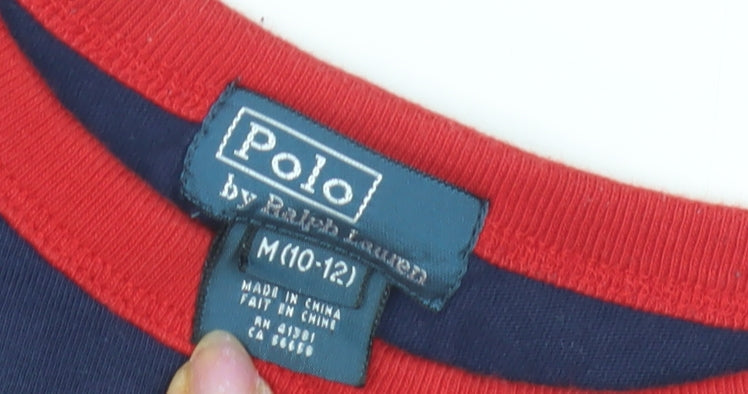 Polo
by Ralph Lauren
M (10-12)
MADE IN CHINA
FAIT EN CHINE
RN 41381
CA 56658